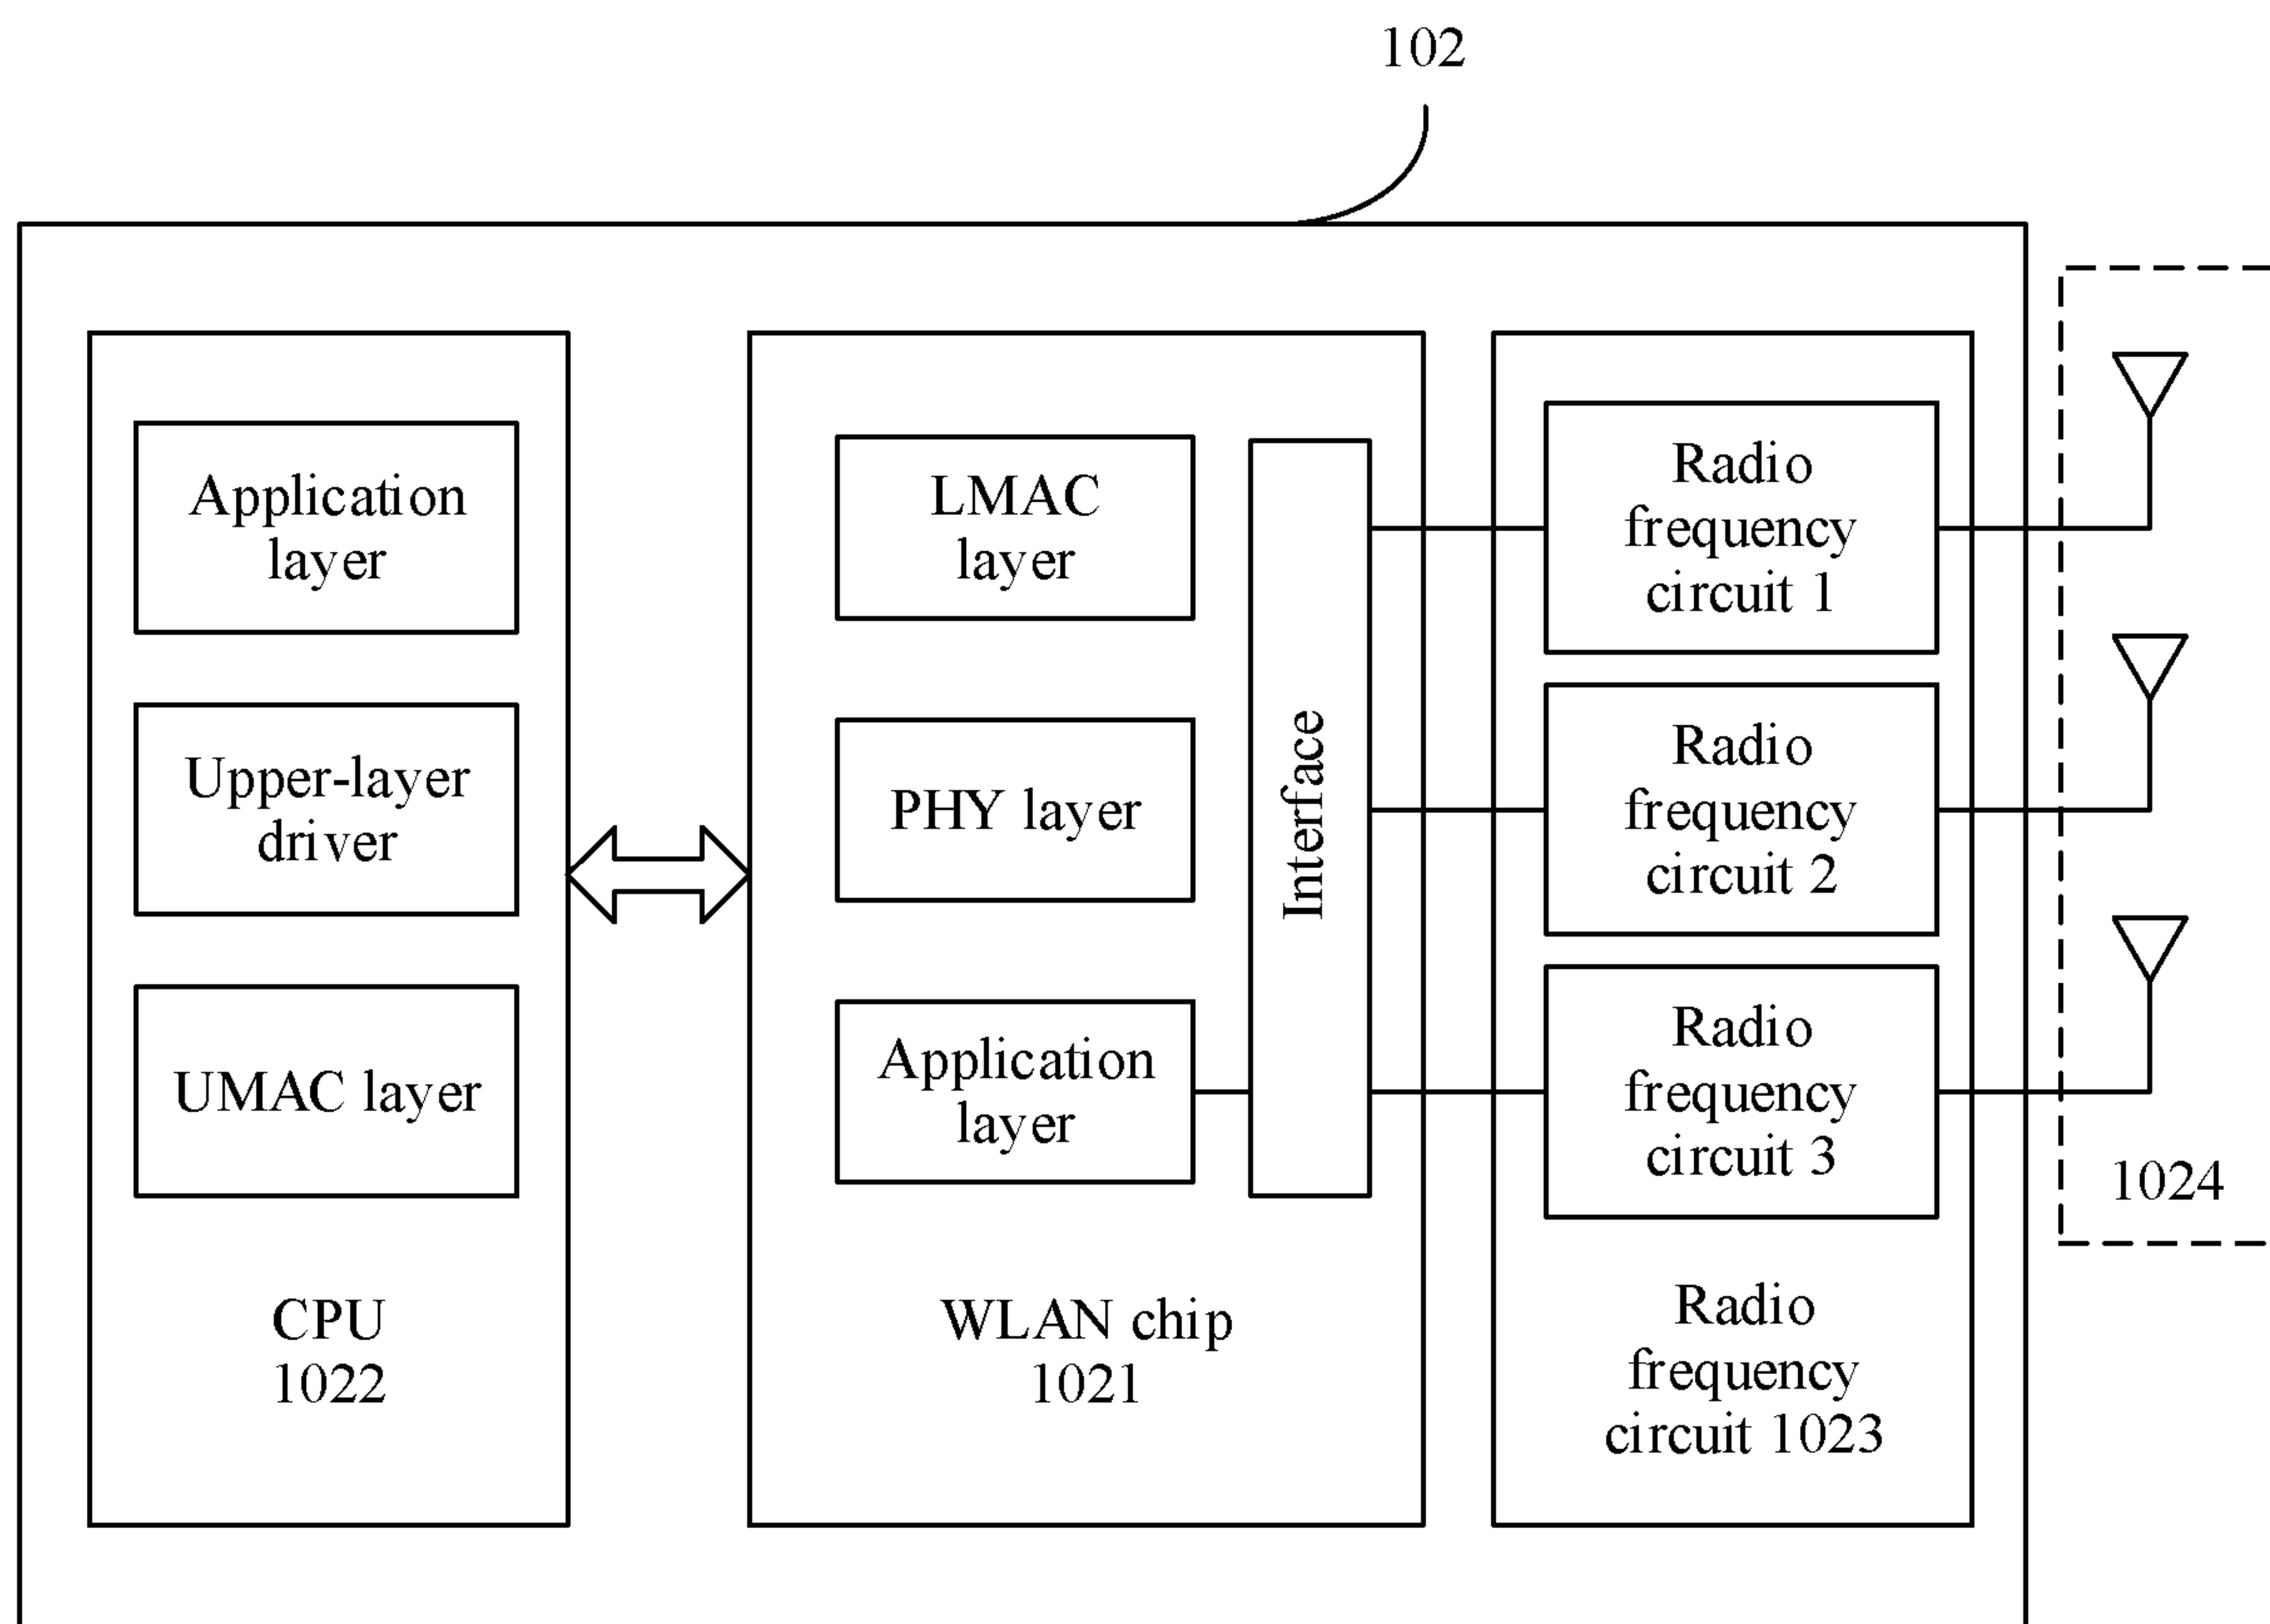 102
Application
layer
Upper-layer
driver
UMAC layer
CPU
1022
LMAC
layer
PHY layer
Application
layer
Interface
WLAN chip
1021
Radio
frequency
circuit 1
Radio
frequency
circuit 2
Radio
frequency
circuit 3
Radio
frequency
circuit 1023
1024